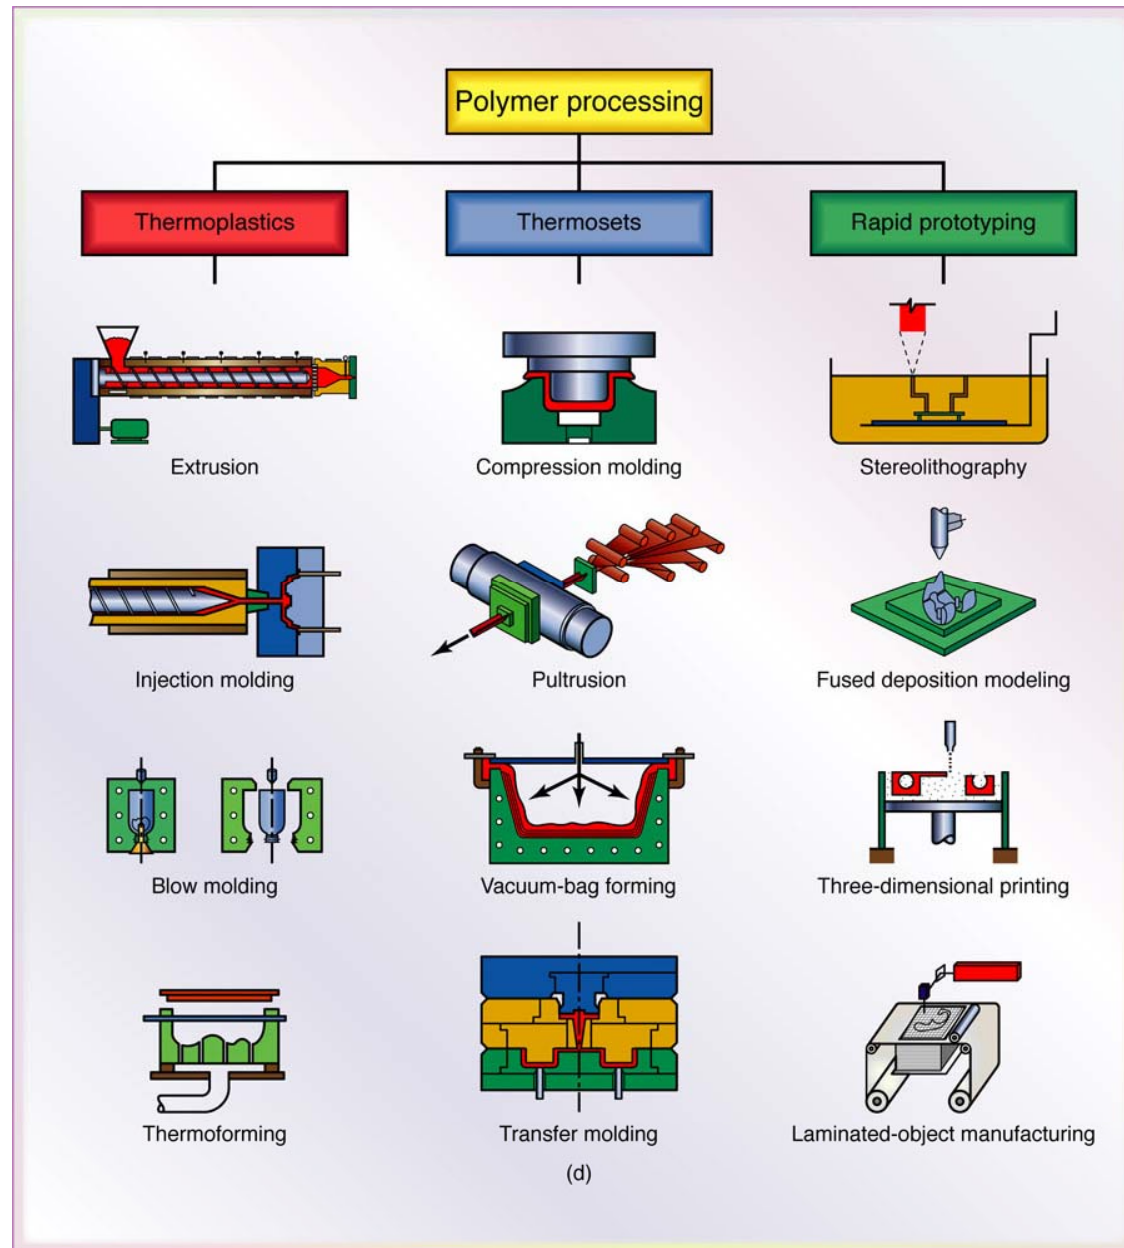 Polymer processing
Thermoplastics
Thermosets
Rapid prototyping
Extrusion
Compression molding
Stereolithography
Injection molding
Pultrusion
Fused deposition modeling
Blow molding
Vacuum-bag forming
Three-dimensional printing
Thermoforming
Transfer molding
Laminated-object manufacturing
(d)